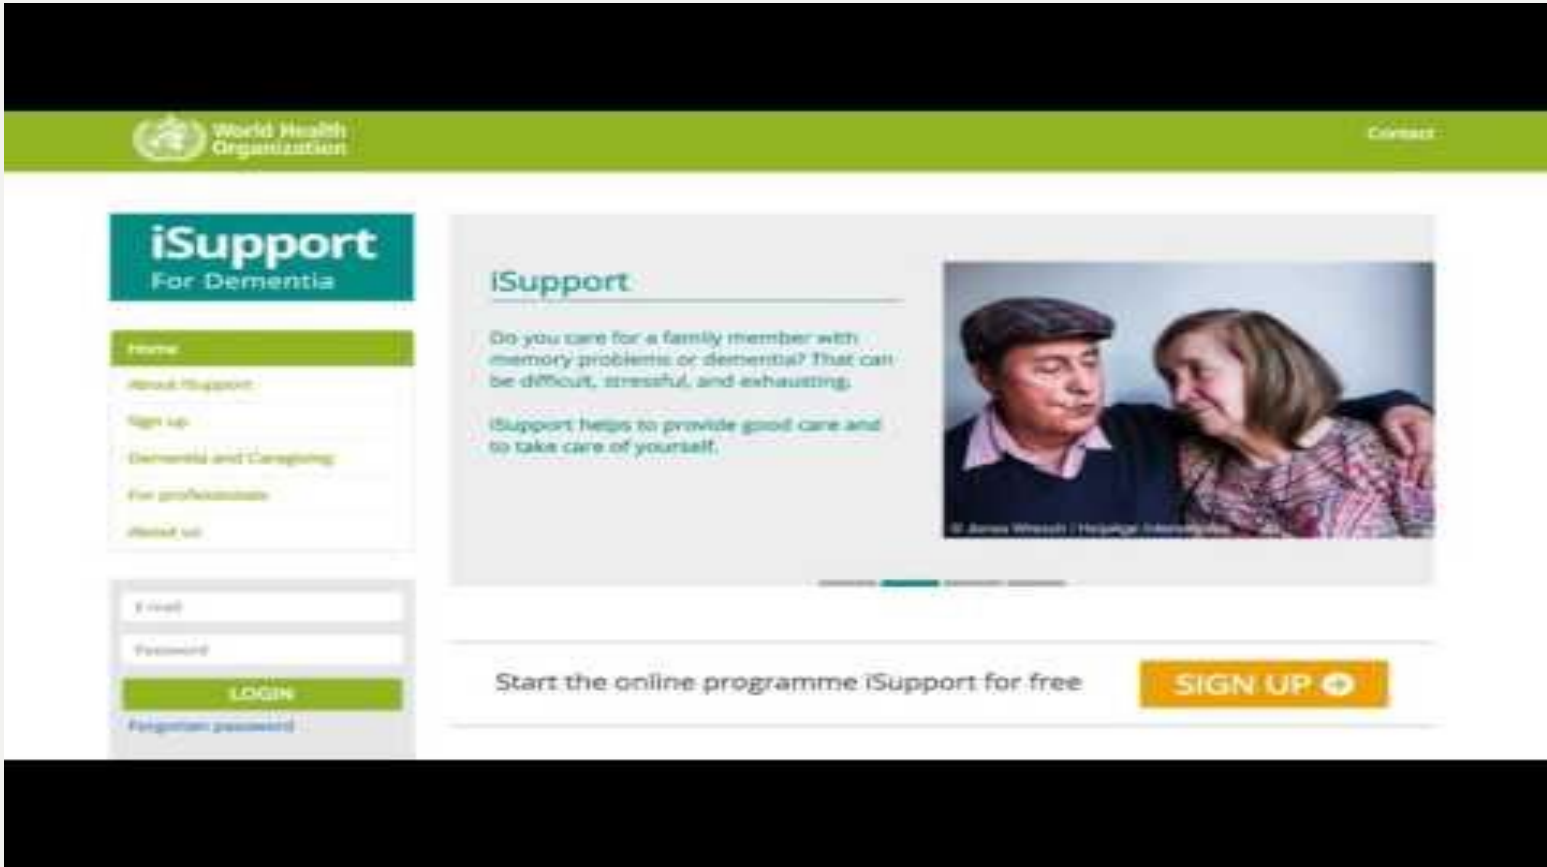 World Health
Organization
Contact
iSupport
For Dementia
Home
About iSupport
Sign up
Dementia and Caregiving
For professionals
About us
E-mail
Password
LOGIN
Forgotten password
iSupport
Do you care for a family member with
memory problems or dementia? That can
be difficult, stressful, and exhausting.
iSupport helps to provide good care and
to take care of yourself.
©
Start the online programme iSupport for free
SIGN UP